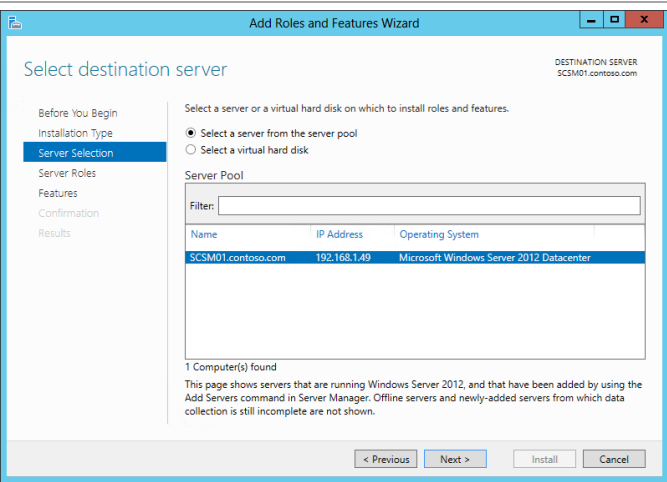 Add Roles and Features Wizard
Select destination server
DESTINATION SERVER
SCSM01.contoso.com
Before You Begin
Installation Type
Server Selection
Server Roles
Features
Confirmation
Results
Select a server or a virtual hard disk on which to install roles and features.
Select a server from the server pool
Select a virtual hard disk
Server Pool
Filter:
Name IP Address Operating System
SCSM01.contoso.com 192.168.1.49 Microsoft Windows Server 2012 Datacenter
1 Computer(s) found
This page shows servers that are running Windows Server 2012, and that have been added by using the
Add Servers command in Server Manager. Offline servers and newly-added servers from which data
collection is still incomplete are not shown.
< Previous Next > Install Cancel